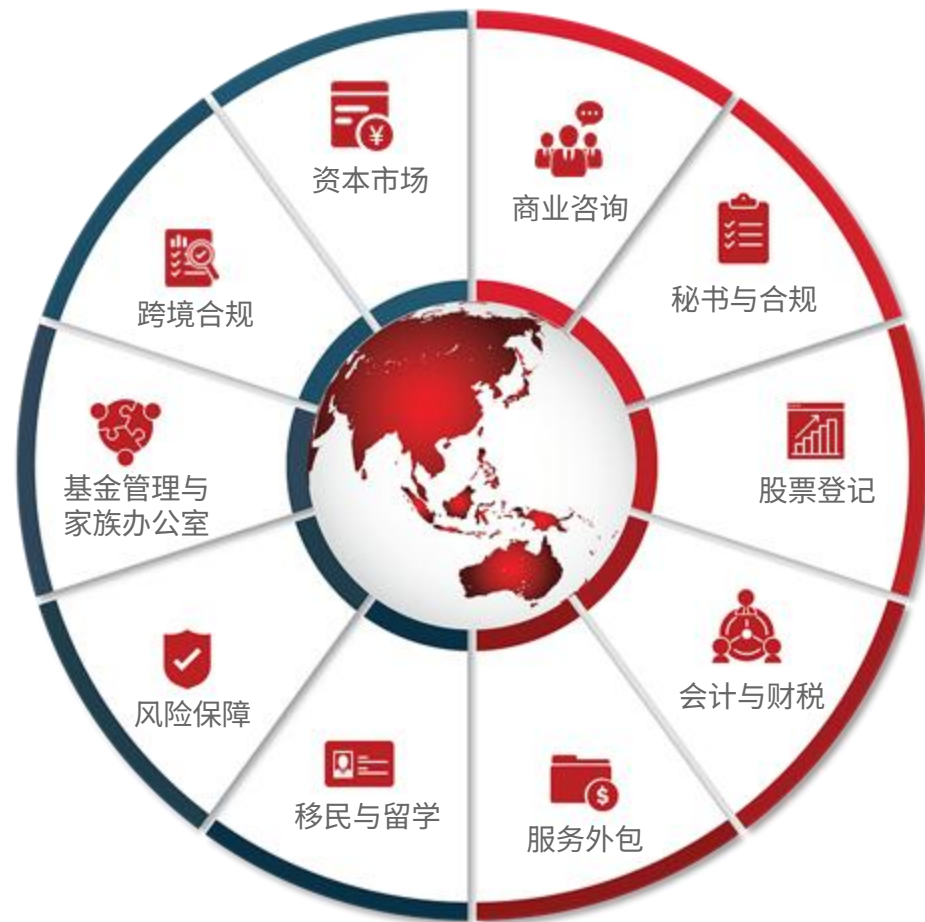 资本市场
¥
商业咨询
秘书与合规
股票登记
会计与财税
$
服务外包
移民与留学
风险保障
基金管理与
家族办公室
跨境合规